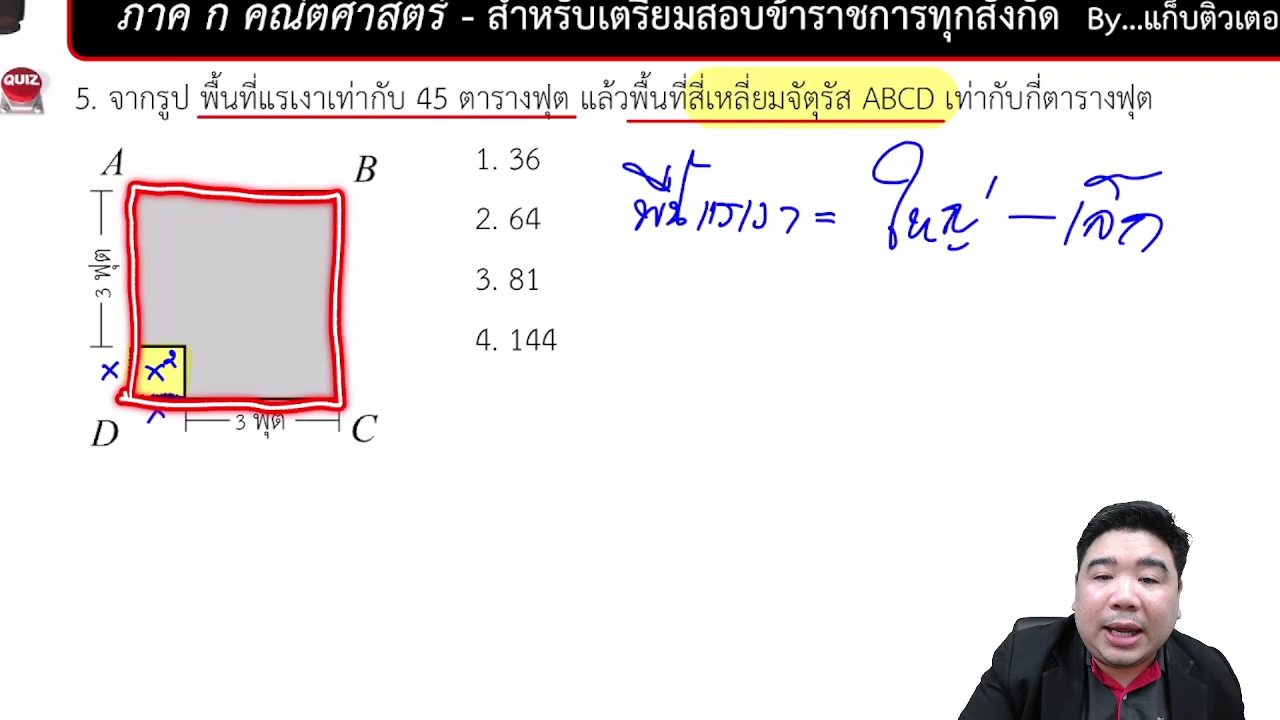 ภาค ก คณิตศาสตร์ - สำหรับเตรียมสอบข้าราชการทุกสังกัด By...แก็บติวเตอ
QUIZ
5. จากรูป พื้นที่แรเงาเท่ากับ 45 ตารางฟุต แล้วพื้นที่สี่เหลี่ยมจัตุรัส ABCD เท่ากับกี่ตารางฟุต
A
B
1. 36
พื้นแรเงา = ใหญ่ - เล็ก
2. 64
3 ฟุต
3. 81
4. 144
x
x²
x
3 ฟุต
D
C